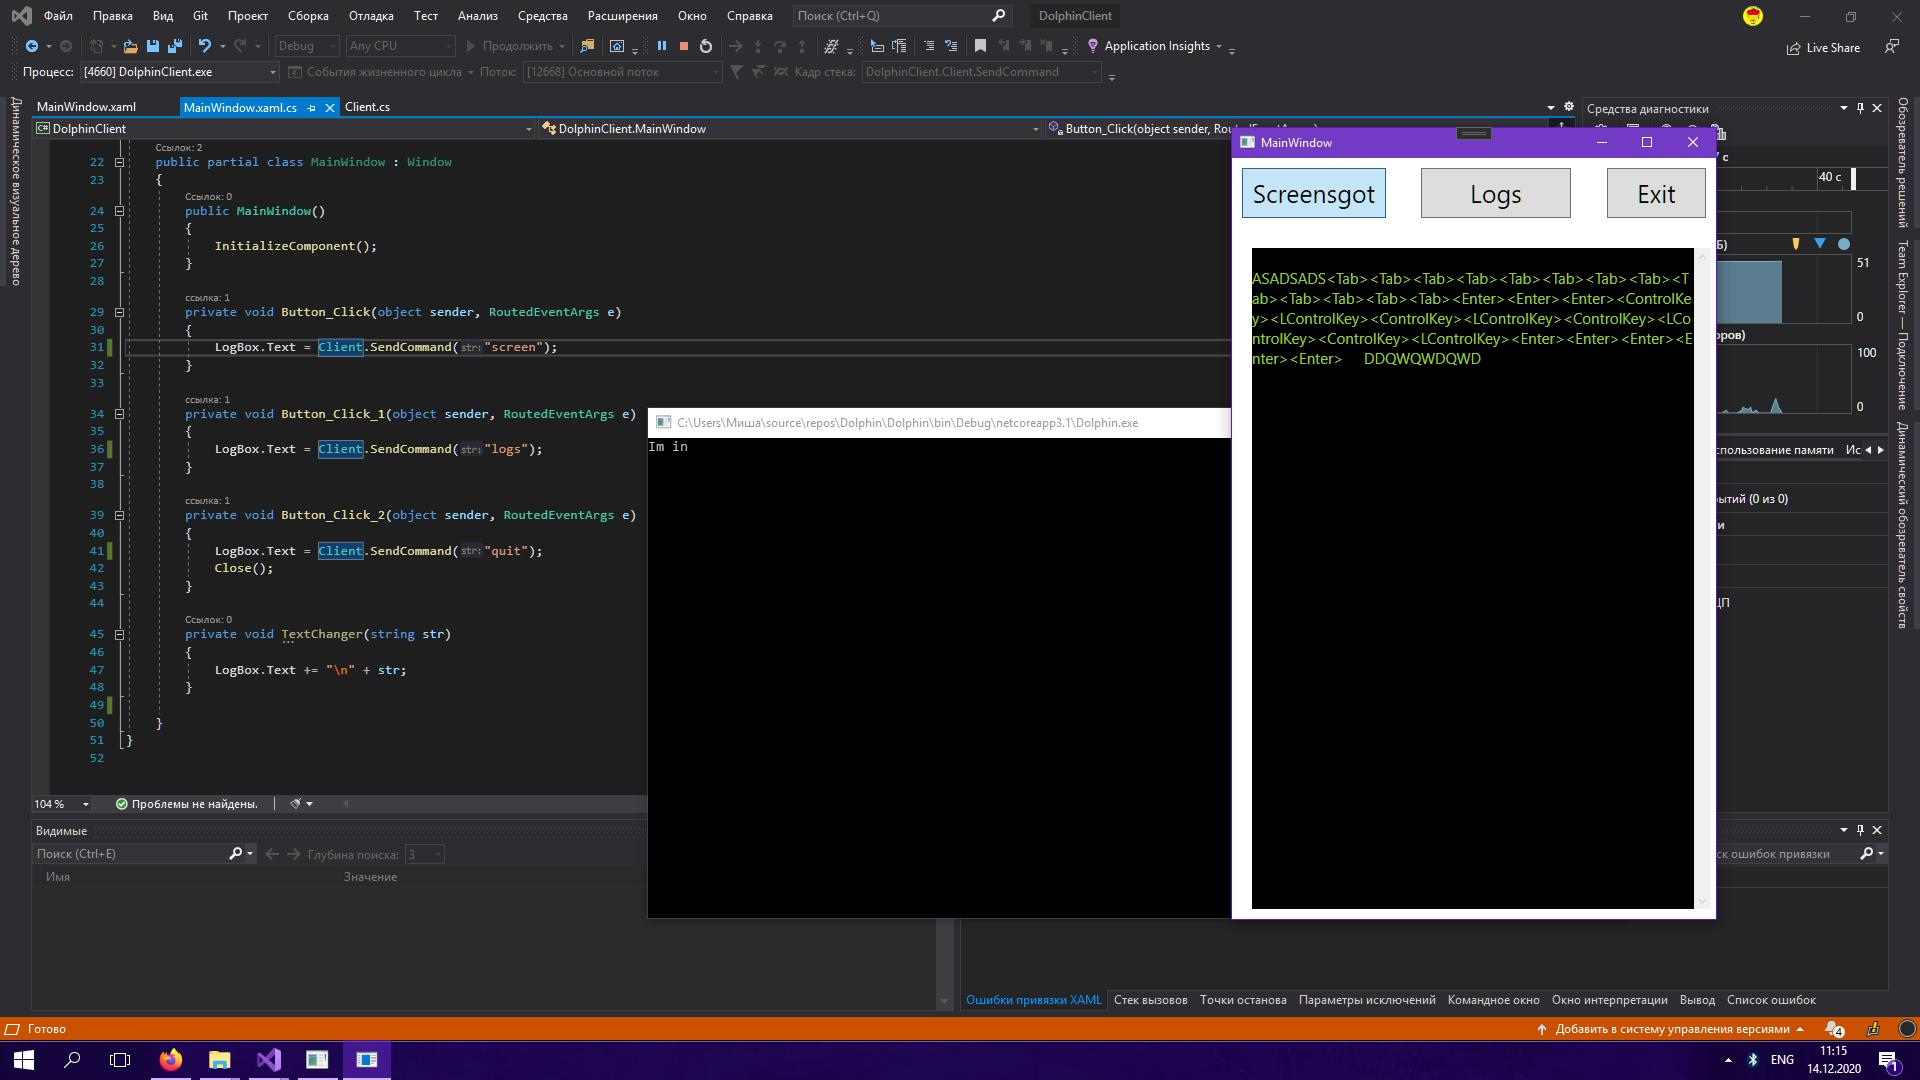 Файл Правка Вид Git Проект Сборка Отладка Тест Анализ Средства Расширения Окно Справка Поиск (Ctrl+Q) DolphinClient
Debug Any CPU Продолжить Application Insights Live Share
Процесс: [4660] DolphinClient.exe События жизненного цикла Поток: [12668] Основной поток Кадр стека: DolphinClient.Client.SendCommand
MainWindow.xaml MainWindow.xaml.cs Client.cs
DolphinClient DolphinClient.MainWindow Button_Click(object sender,
Динамическое визуальное дерево
Ссылок: 2
22 public partial class MainWindow : Window
23 {
Ссылок: 0
24 public MainWindow()
25 {
26 InitializeComponent();
27 }
28
ссылка: 1
29 private void Button_Click(object sender, RoutedEventArgs e)
30 {
31 LogBox.Text = Client.SendCommand(str: "screen");
32 }
33
ссылка: 1
34 private void Button_Click_1(object sender, RoutedEventArgs e)
35 {
36 LogBox.Text = Client.SendCommand(str: "logs");
37 }
38
ссылка: 1
39 private void Button_Click_2(object sender, RoutedEventArgs e)
40 {
41 LogBox.Text = Client.SendCommand(str: "quit");
42 Close();
43 }
44
Ссылок: 0
45 private void TextChanger(string str)
46 {
47 LogBox.Text += "\n" + str;
48 }
49
50 }
51 }
52
104 % Проблемы не найдены.
Видимые
Поиск (Ctrl+E) Глубина поиска: 3
Имя Значение
C:\Users\Миша\source\repos\Dolphin\Dolphin\bin\Debug\netcoreapp3.1\Dolphin.exe
Im in
MainWindow
Screensgot Logs Exit
ASADSADS<Tab><Tab><Tab><Tab><Tab><Tab><Tab><Tab><T
ab><Tab><Tab><Tab><Tab><Enter><Enter><Enter><ControlKe
y><LControlKey><ControlKey><LControlKey><ControlKey><LCo
ntrolKey><ControlKey><LControlKey><Enter><Enter><Enter><E
nter><Enter> DDQWQWDQWD
Средства диагностики
с
40 с
Б)
51
0
оров)
100
0
спользование памяти Ис
ытий (0 из 0)
и
ЦП
ск ошибок привязки
Обозреватель решений
Team Explorer — Подключение
Динамический обозреватель свойств
Ошибки привязки XAML Стек вызовов Точки останова Параметры исключений Командное окно Окно интерпретации Вывод Список ошибок
Готово Добавить в систему управления версиями 4
ENG 11:15
14.12.2020 1